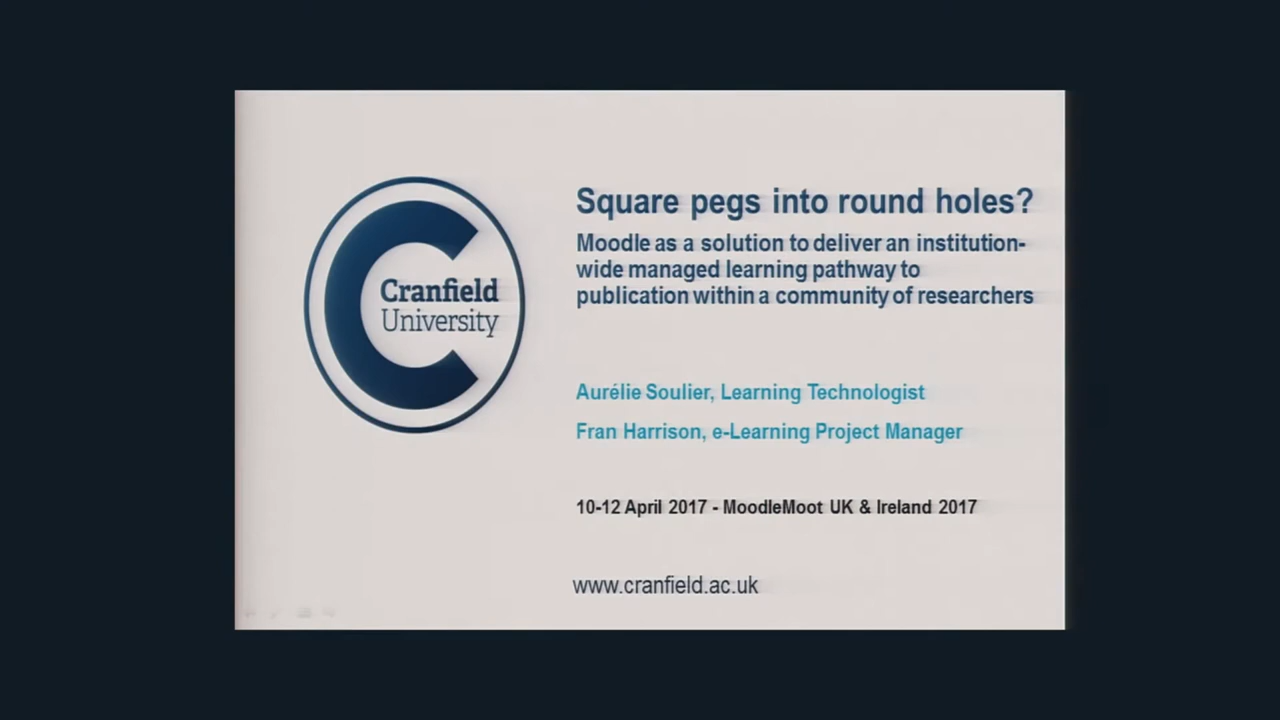 Cranfield
University
Square pegs into round holes?
Moodle as a solution to deliver an institution-
wide managed learning pathway to
publication within a community of researchers
Aurélie Soulier, Learning Technologist
Fran Harrison, e-Learning Project Manager
10-12 April 2017 - MoodleMoot UK & Ireland 2017
www.cranfield.ac.uk